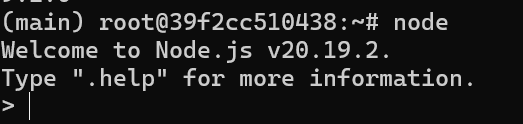 (main) root@39f2cc510438:~# node
Welcome to Node.js v20.19.2.
Type ".help" for more information.
>